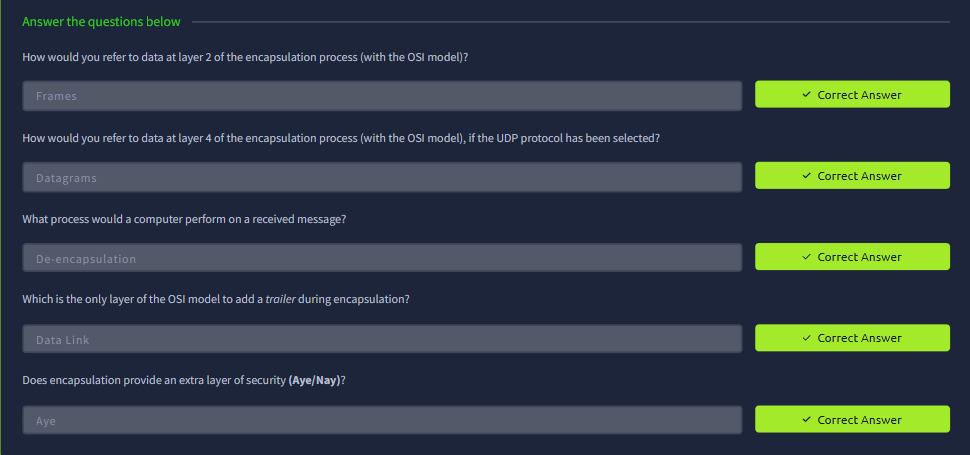 Answer the questions below
How would you refer to data at layer 2 of the encapsulation process (with the OSI model)?
Frames
✓ Correct Answer
How would you refer to data at layer 4 of the encapsulation process (with the OSI model), if the UDP protocol has been selected?
Datagrams
✓ Correct Answer
What process would a computer perform on a received message?
De-encapsulation
✓ Correct Answer
Which is the only layer of the OSI model to add a trailer during encapsulation?
Data Link
✓ Correct Answer
Does encapsulation provide an extra layer of security (Aye/Nay)?
Aye
✓ Correct Answer